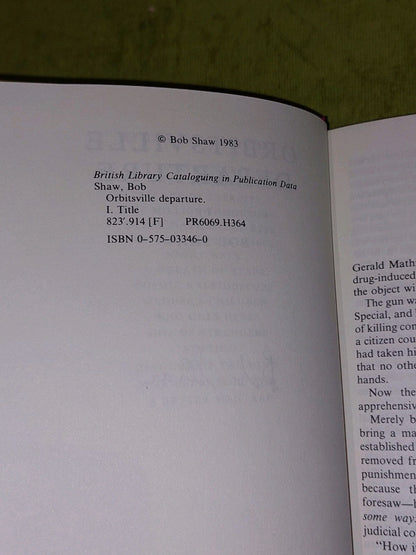 © Bob Shaw 1983
British Library Cataloguing in Publication Data
Shaw, Bob
Orbitsville departure.
I. Title
823'.914 [F] PR6069.H364
ISBN 0–575–03346–0
Gerald Math
drug-induced
the object wi
The gun wa
Special, and
of killing con
a citizen cou
had taken hi
that no othe
hands.
Now the
apprehensiv
Merely b
bring a ma
established
removed fr
punishmen
because th
foresaw—h
some way:
judicial co
"How i